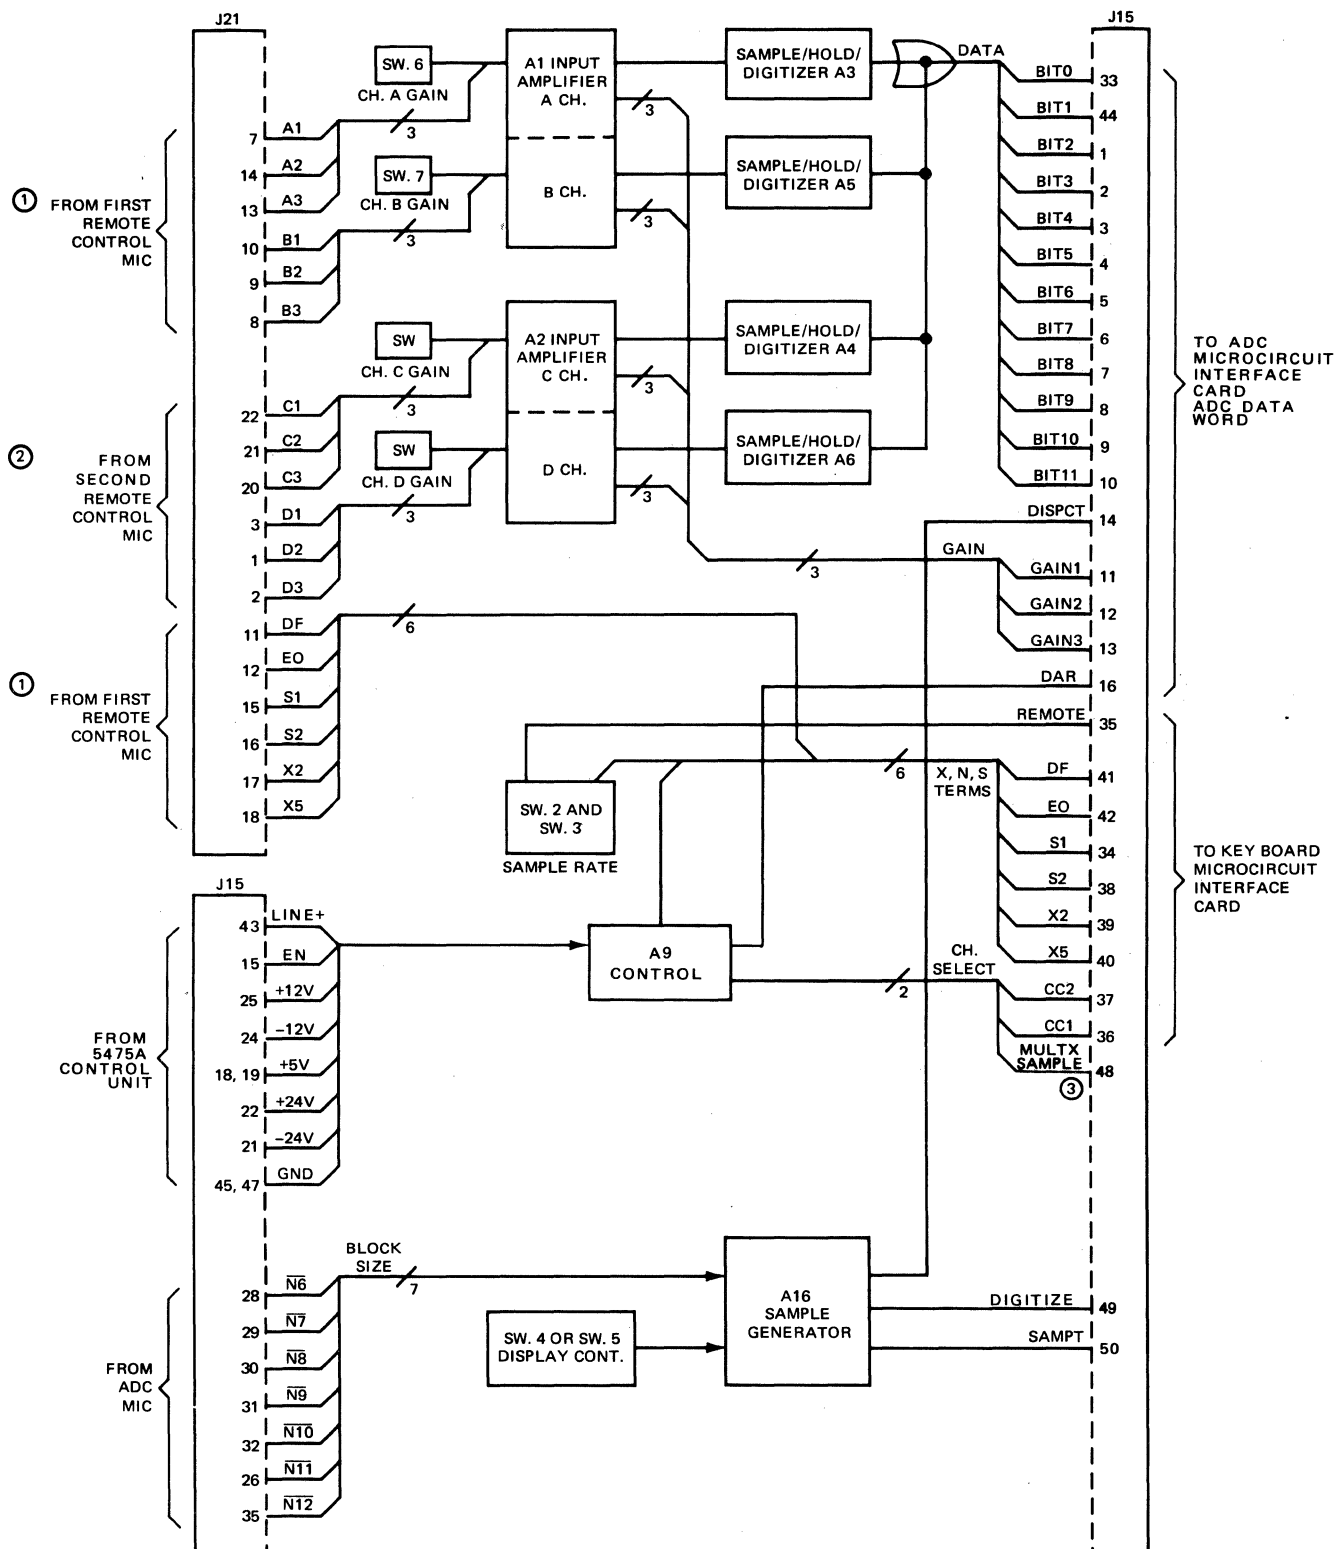 J21
J15
SW. 6
CH. A GAIN
3
A1 INPUT
AMPLIFIER
A CH.
B CH.
3
3
SW. 7
CH. B GAIN
3
SAMPLE/HOLD/
DIGITIZER A3
SAMPLE/HOLD/
DIGITIZER A5
DATA
7 A1
14 A2
13 A3
10 B1
9 B2
8 B3
① FROM FIRST
REMOTE
CONTROL
MIC
SW
CH. C GAIN
3
A2 INPUT
AMPLIFIER
C CH.
D CH.
3
3
SW
CH. D GAIN
3
SAMPLE/HOLD/
DIGITIZER A4
SAMPLE/HOLD/
DIGITIZER A6
22 C1
21 C2
20 C3
3 D1
1 D2
2 D3
② FROM
SECOND
REMOTE
CONTROL
MIC
11 DF
12 EO
15 S1
16 S2
17 X2
18 X5
6
① FROM FIRST
REMOTE
CONTROL
MIC
BIT0 33
BIT1 44
BIT2 1
BIT3 2
BIT4 3
BIT5 4
BIT6 5
BIT7 6
BIT8 7
BIT9 8
BIT10 9
BIT11 10
DISPCT 14
GAIN
3
GAIN1 11
GAIN2 12
GAIN3 13
DAR 16
TO ADC
MICROCIRCUIT
INTERFACE
CARD
ADC DATA
WORD
REMOTE 35
SW. 2 AND
SW. 3
SAMPLE RATE
6
X, N, S
TERMS
DF 41
EO 42
S1 34
S2 38
X2 39
X5 40
CH.
SELECT
2
CC2 37
CC1 36
MULTX
SAMPLE 48
③
TO KEY BOARD
MICROCIRCUIT
INTERFACE
CARD
J15
43 LINE+
15 EN
25 +12V
24 −12V
18, 19 +5V
22 +24V
21 −24V
45, 47 GND
FROM
5475A
CONTROL
UNIT
A9
CONTROL
BLOCK
SIZE
7
28 N̅6̅
29 N̅7̅
30 N̅8̅
31 N̅9̅
32 N̅1̅0̅
26 N̅1̅1̅
35 N̅1̅2̅
FROM
ADC
MIC
SW. 4 OR SW. 5
DISPLAY CONT.
A16
SAMPLE
GENERATOR
DIGITIZE 49
SAMPT 50